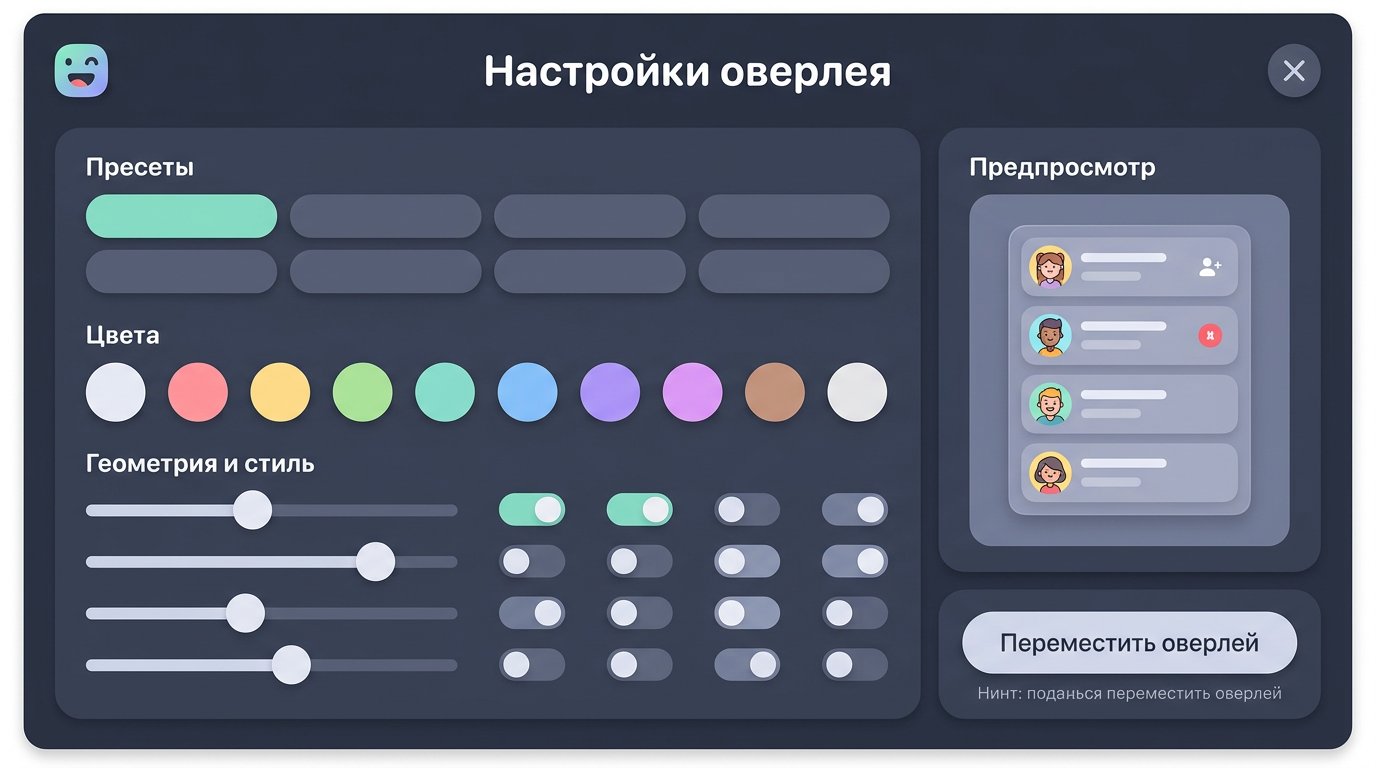 Настройки оверлея
Пресеты
Цвета
Геометрия и стиль
Предпросмотр
Переместить оверлей
Нинт: поданься переместить оверлей